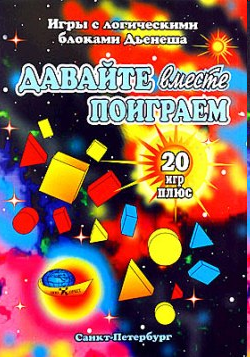 Игры с логическими
блоками Дьенеша
ДАВАЙТЕ вместе
ПОИГРАЕМ
20
игр
плюс
Санкт-Петербург